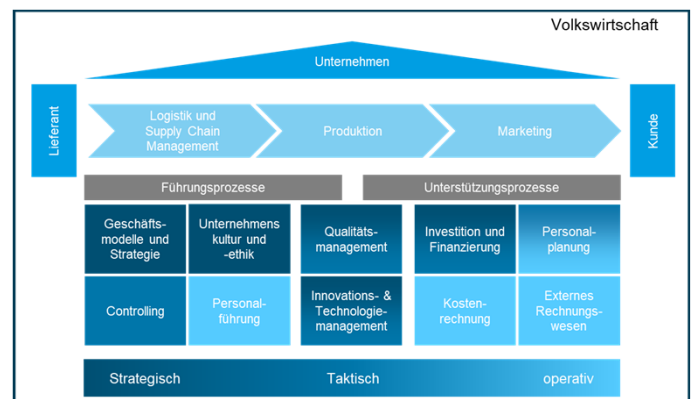 Volkswirtschaft
Unternehmen
Lieferant
Logistik und
Supply Chain
Management
Produktion
Marketing
Kunde
Führungsprozesse
Unterstützungsprozesse
Geschäfts-
modelle und
Strategie
Unternehmens
kultur und
-ethik
Qualitäts-
management
Investition und
Finanzierung
Personal-
planung
Controlling
Personal-
führung
Innovations- &
Technologie-
management
Kosten-
rechnung
Externes
Rechnungs-
wesen
Strategisch
Taktisch
operativ